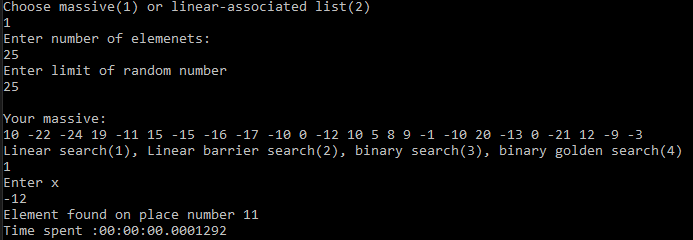 Choose massive(1) or linear-associated list(2)
1
Enter number of elemenets:
25
Enter limit of random number
25
Your massive:
10 -22 -24 19 -11 15 -15 -16 -17 -10 0 -12 10 5 8 9 -1 -10 20 -13 0 -21 12 -9 -3
Linear search(1), Linear barrier search(2), binary search(3), binary golden search(4)
1
Enter x
-12
Element found on place number 11
Time spent :00:00:00.0001292